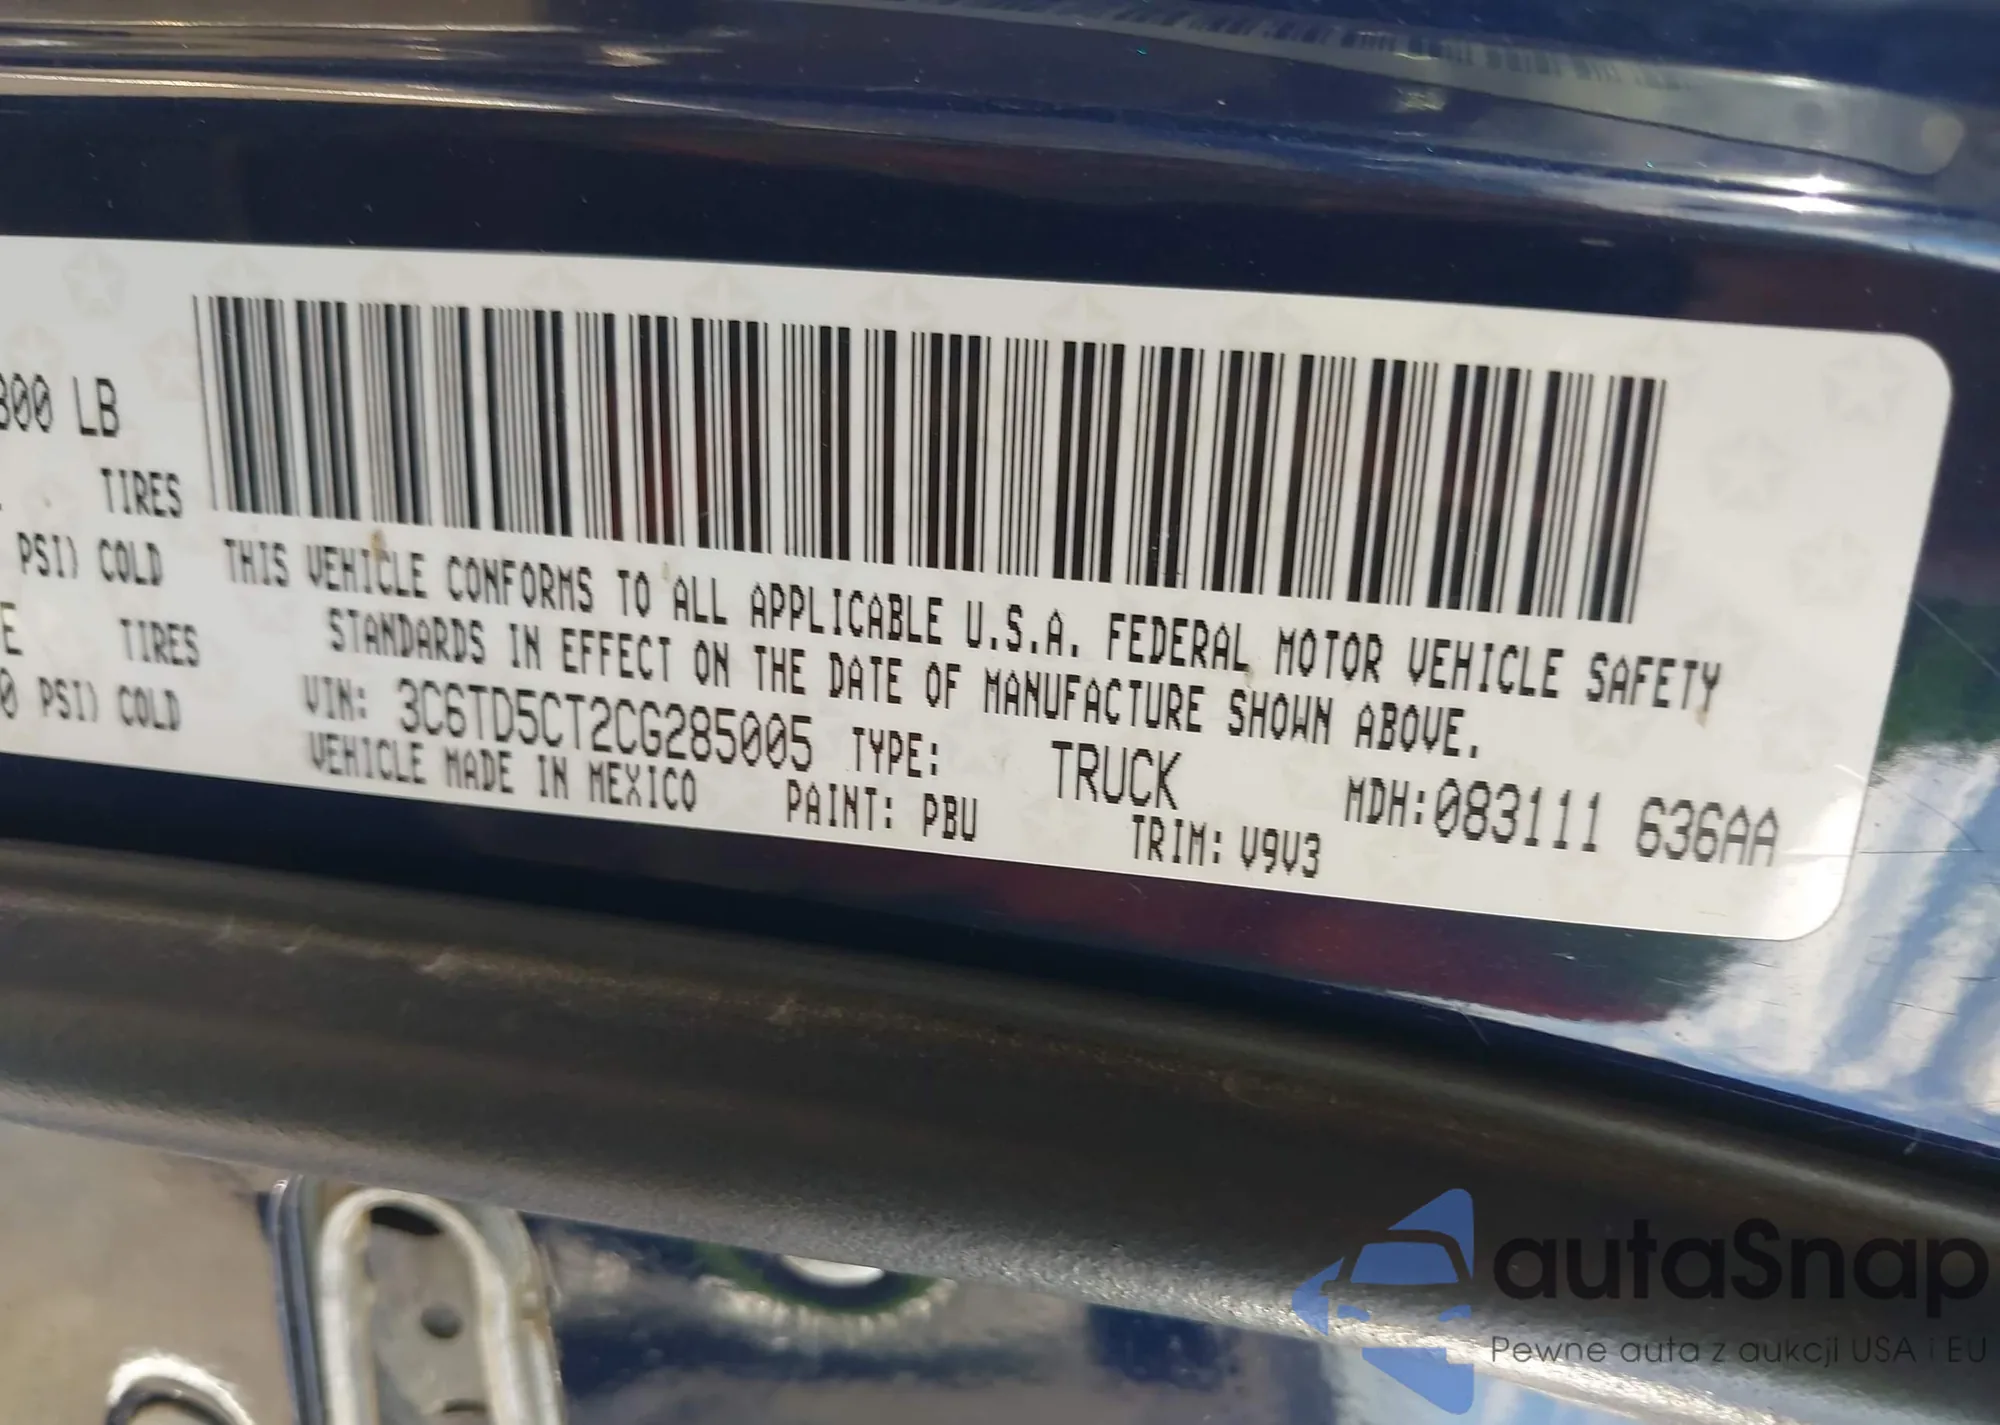 800 LB
TIRES
PSI) COLD
E TIRES
0 PSI) COLD
THIS VEHICLE CONFORMS TO ALL APPLICABLE U.S.A. FEDERAL MOTOR VEHICLE SAFETY
STANDARDS IN EFFECT ON THE DATE OF MANUFACTURE SHOWN ABOVE.
VIN: 3C6TD5CT2CG285005 TYPE: TRUCK MDH:083111 636AA
VEHICLE MADE IN MEXICO PAINT: PBU TRIM: V9V3
autaSnap
Pewne auta z aukcji USA i EU